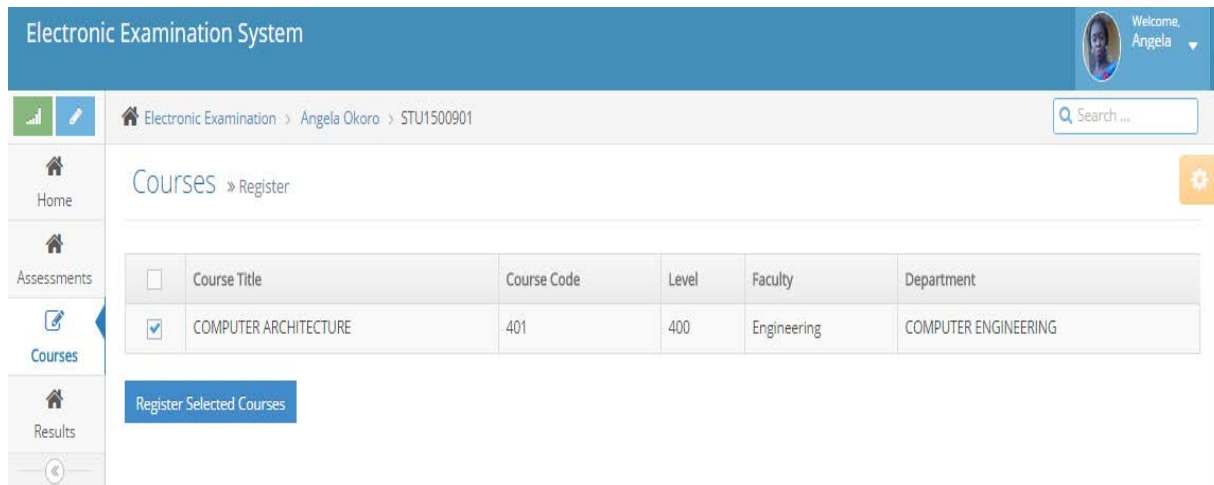 Electronic Examination System
Welcome,
Angela
Electronic Examination > Angela Okoro > STU1500901
Search ...
Home
Assessments
Courses
Results
Courses » Register
Course Title Course Code Level Faculty Department
COMPUTER ARCHITECTURE 401 400 Engineering COMPUTER ENGINEERING
Register Selected Courses